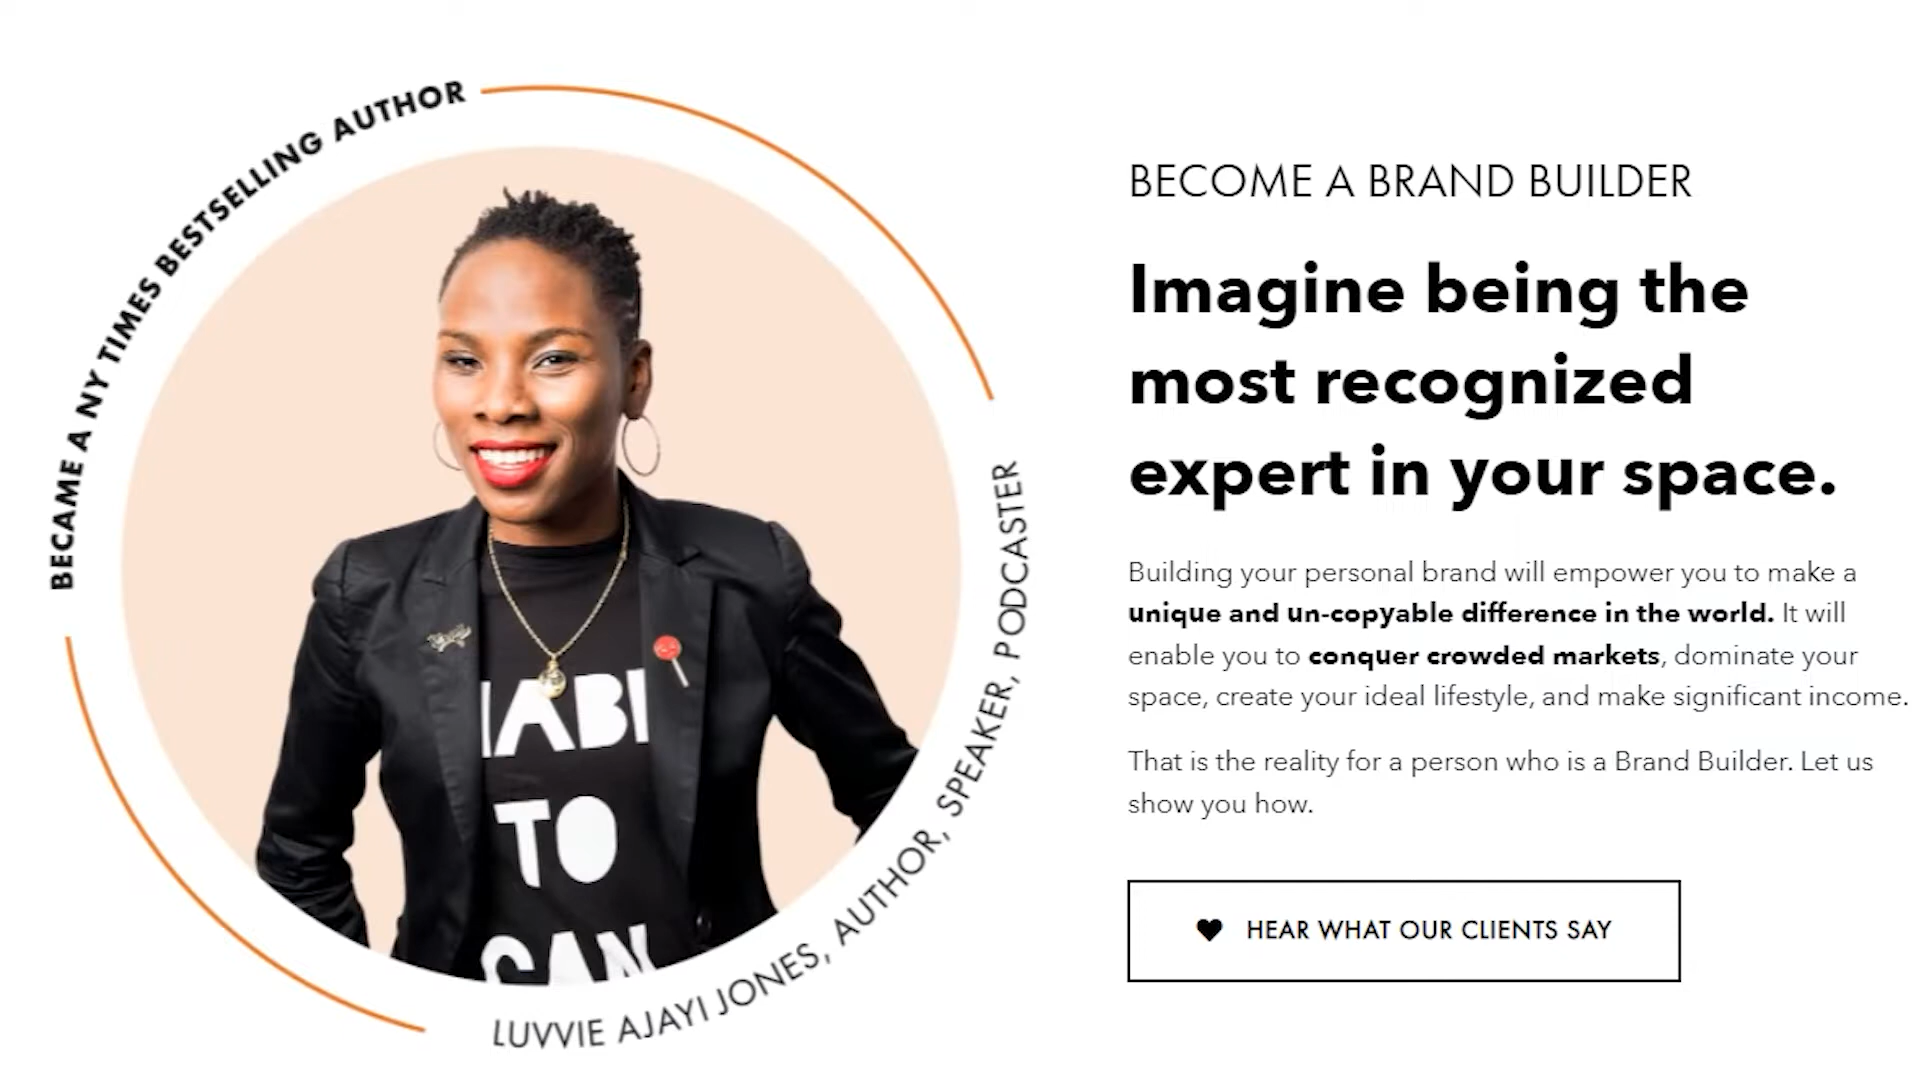 BECAME A NY TIMES BESTSELLING AUTHOR
LUVVIE AJAYI JONES, AUTHOR, SPEAKER, PODCASTER
TO
CAN
BECOME A BRAND BUILDER
Imagine being the
most recognized
expert in your space.
Building your personal brand will empower you to make a
unique and un-copyable difference in the world. It will
enable you to conquer crowded markets, dominate your
space, create your ideal lifestyle, and make significant income.
That is the reality for a person who is a Brand Builder. Let us
show you how.
HEAR WHAT OUR CLIENTS SAY